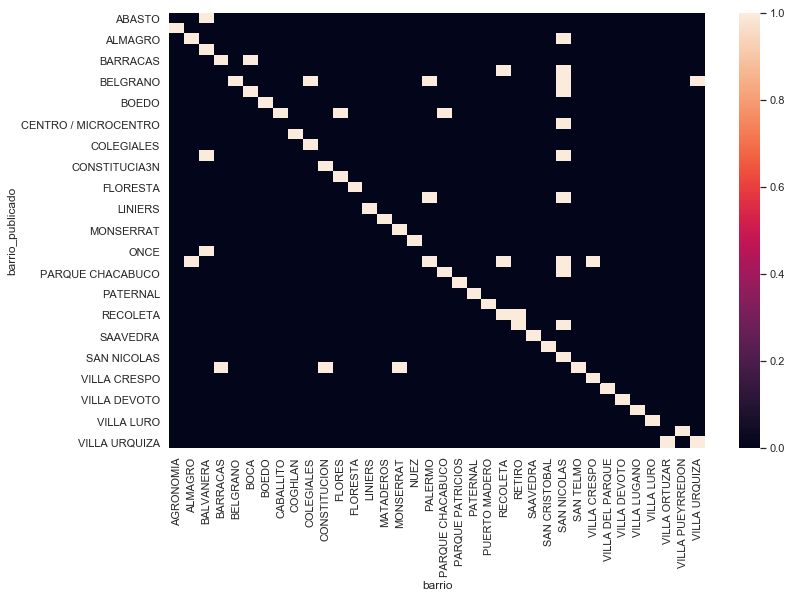 barrio_publicado
ABASTO
ALMAGRO
BARRACAS
BELGRANO
BOEDO
CENTRO / MICROCENTRO
COLEGIALES
CONSTITUCIA3N
FLORESTA
LINIERS
MONSERRAT
ONCE
PARQUE CHACABUCO
PATERNAL
RECOLETA
SAAVEDRA
SAN NICOLAS
VILLA CRESPO
VILLA DEVOTO
VILLA LURO
VILLA URQUIZA
AGRONOMIA
ALMAGRO
BALVANERA
BARRACAS
BELGRANO
BOCA
BOEDO
CABALLITO
COGHLAN
COLEGIALES
CONSTITUCION
FLORES
FLORESTA
LINIERS
MATADEROS
MONSERRAT
NUEZ
PALERMO
PARQUE CHACABUCO
PARQUE PATRICIOS
PATERNAL
PUERTO MADERO
RECOLETA
RETIRO
SAAVEDRA
SAN CRISTOBAL
SAN NICOLAS
SAN TELMO
VILLA CRESPO
VILLA DEL PARQUE
VILLA DEVOTO
VILLA LUGANO
VILLA LURO
VILLA ORTUZAR
VILLA PUEYRREDON
VILLA URQUIZA
barrio
1.0
0.8
0.6
0.4
0.2
0.0